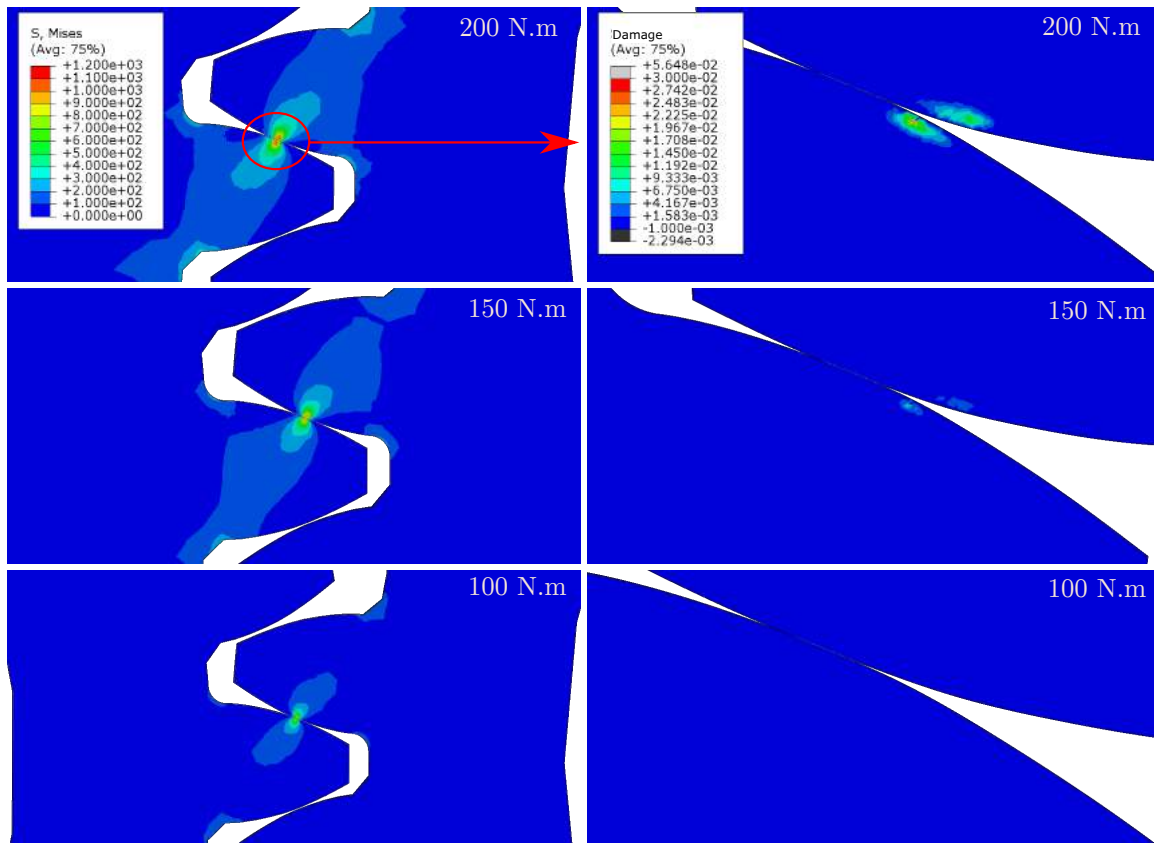 200 N.m
S, Mises
(Avg: 75%)
+1.200e+03
+1.100e+03
+1.000e+03
+9.000e+02
+8.000e+02
+7.000e+02
+6.000e+02
+5.000e+02
+4.000e+02
+3.000e+02
+2.000e+02
+1.000e+02
+0.000e+00
200 N.m
Damage
(Avg: 75%)
+5.648e-02
+3.000e-02
+2.742e-02
+2.483e-02
+2.225e-02
+1.967e-02
+1.708e-02
+1.450e-02
+1.192e-02
+9.333e-03
+6.750e-03
+4.167e-03
+1.583e-03
-1.000e-03
-2.294e-03
150 N.m
150 N.m
100 N.m
100 N.m